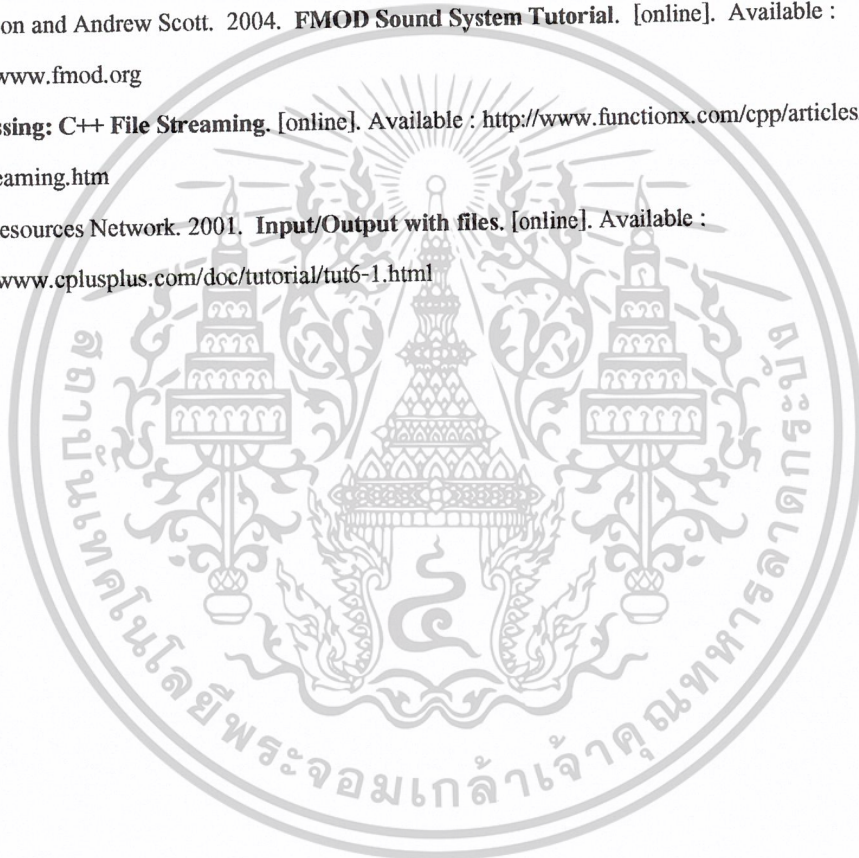 on and Andrew Scott. 2004. FMOD Sound System Tutorial. [online]. Available :
www.fmod.org
sing: C++ File Streaming. [online]. Available : http://www.functionx.com/cpp/articles
eaming.htm
esources Network. 2001. Input/Output with files. [online]. Available :
www.cplusplus.com/doc/tutorial/tut6-1.html
สถาบันเทคโนโลยีพระจอมเกล้าเจ้าคุณทหารลาดกระบัง